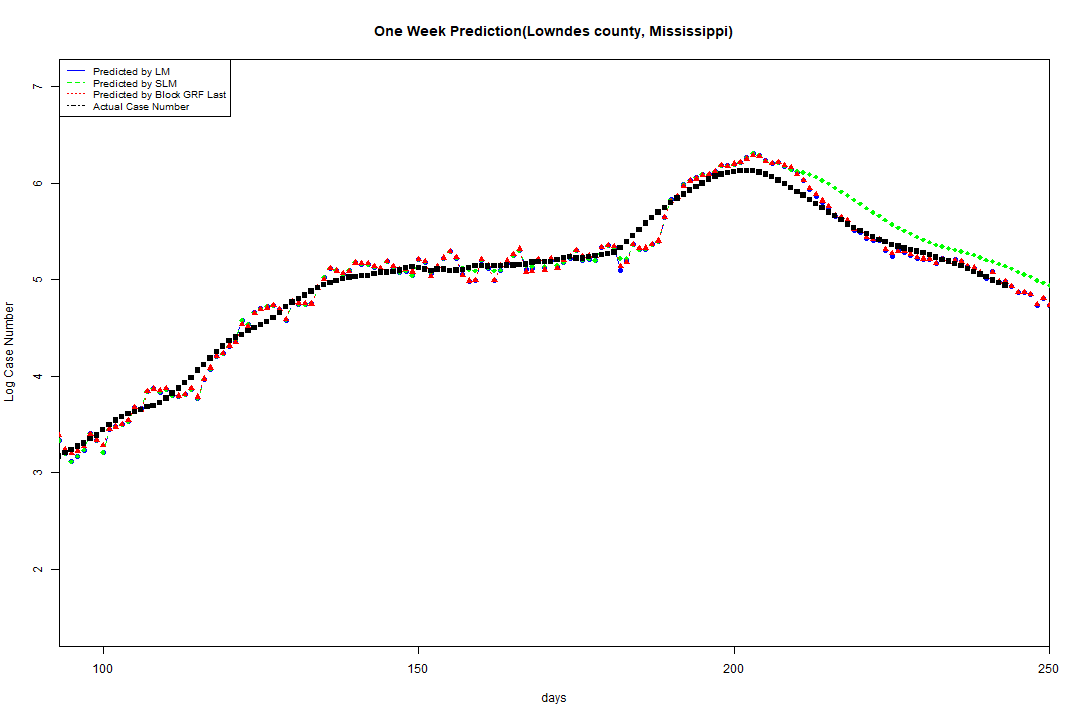 One Week Prediction(Lowndes county, Mississippi)
Predicted by LM
Predicted by SLM
Predicted by Block GRF Last
Actual Case Number
7
6
5
4
3
2
Log Case Number
100
150
200
250
days